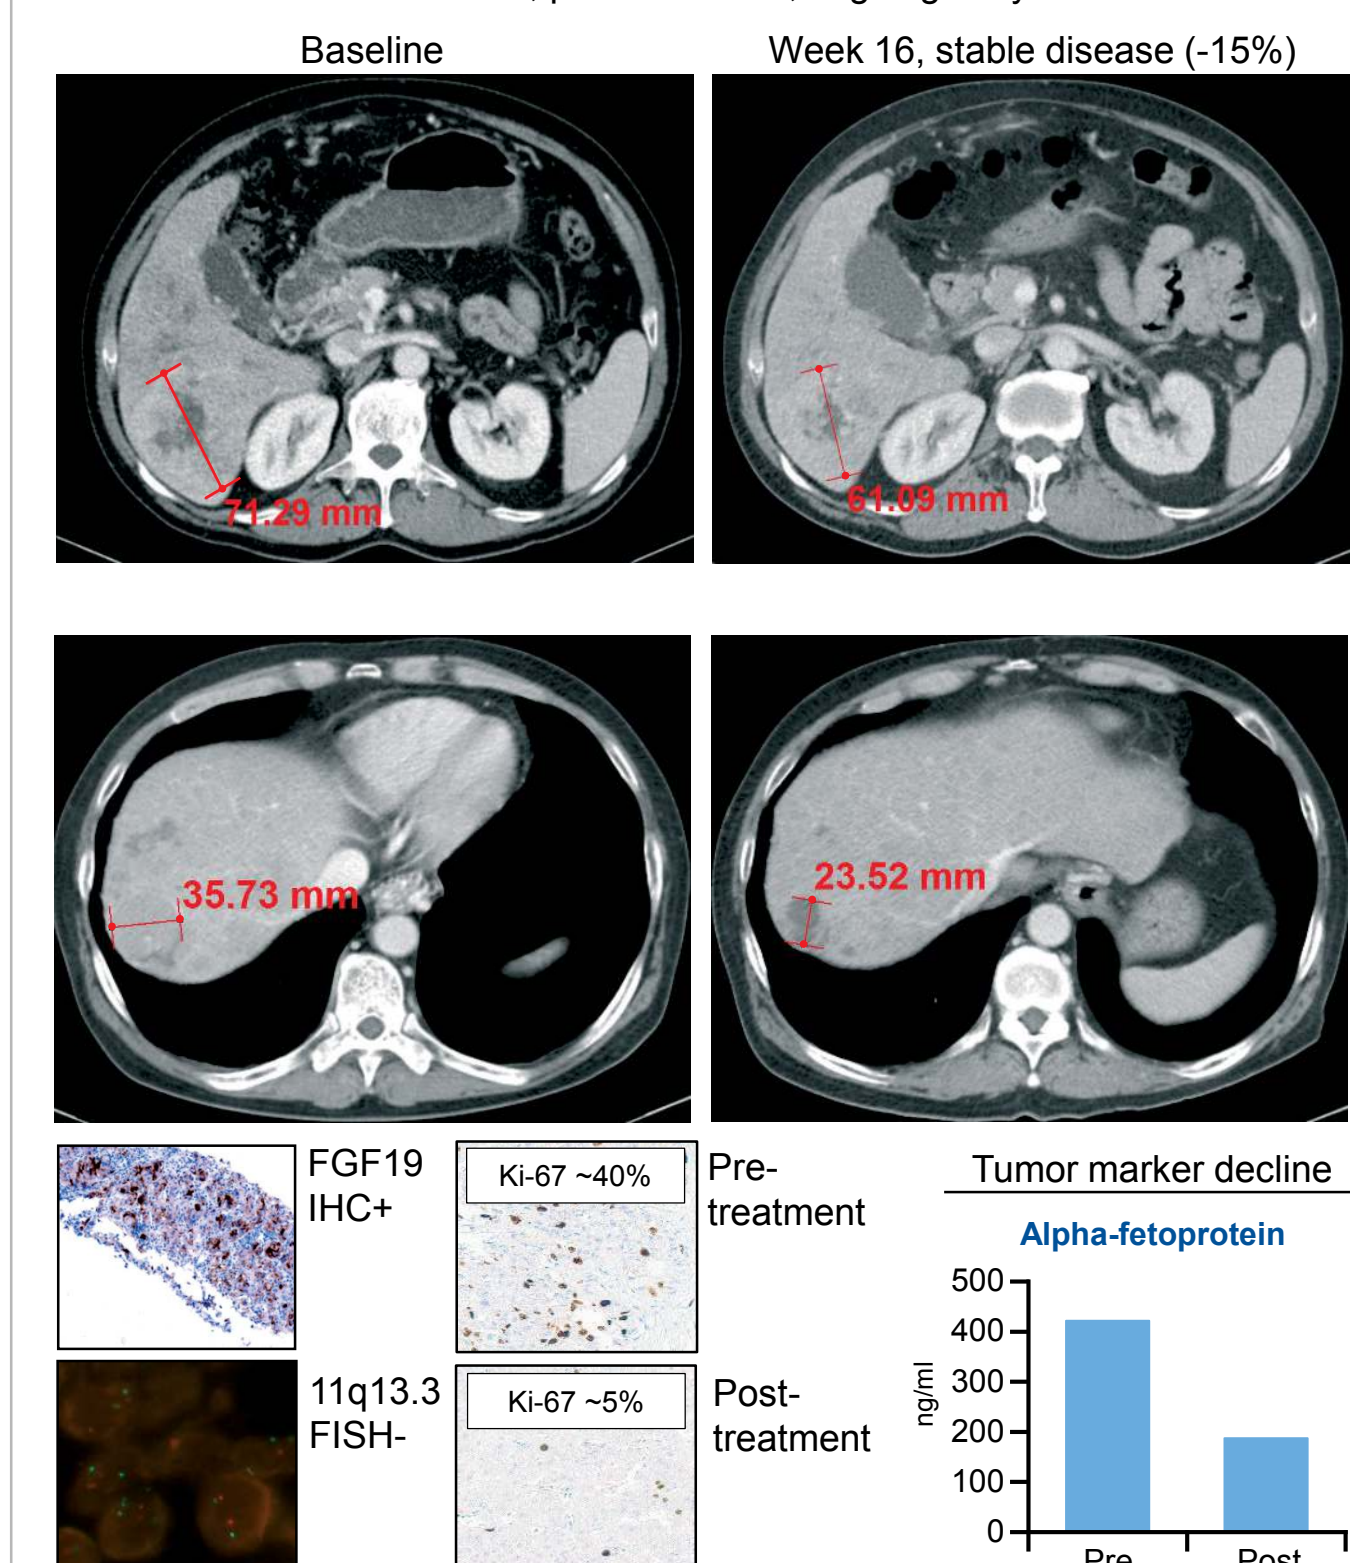 Baseline
Week 16, stable disease (-15%)
71.29 mm
61.09 mm
35.73 mm
23.52 mm
FGF19
IHC+
Ki-67 ~40%
Pre-
treatment
11q13.3
FISH-
Ki-67 ~5%
Post-
treatment
Tumor marker decline
Alpha-fetoprotein
ng/ml
500
400
300
200
100
0
Pre
Post